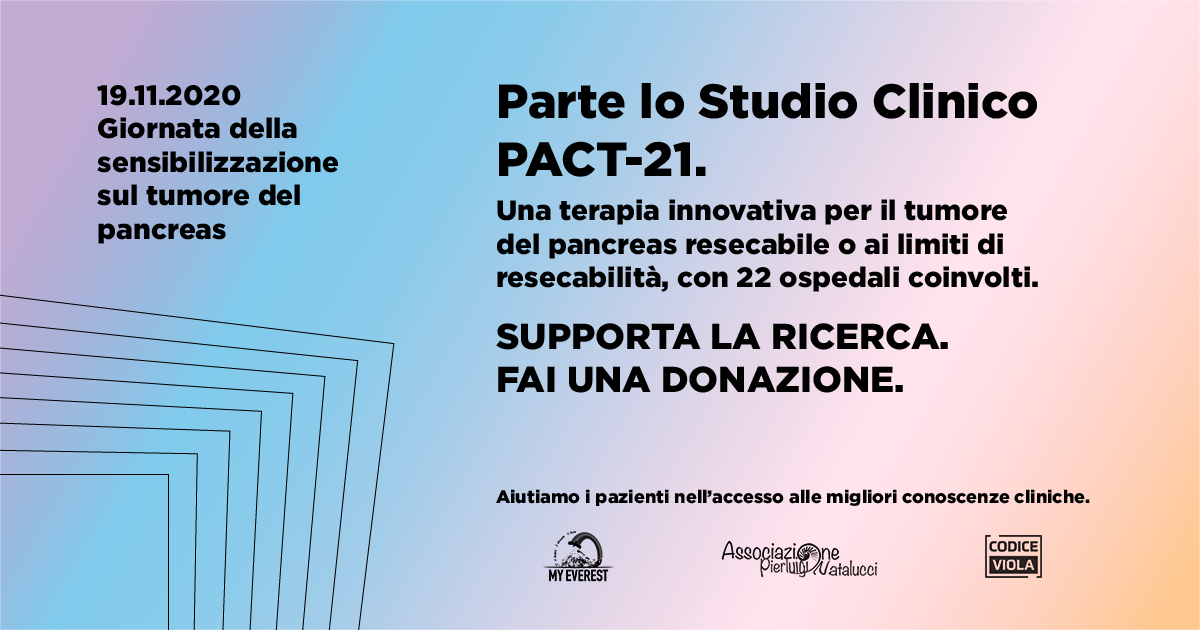 19.11.2020
Giornata della
sensibilizzazione
sul tumore del
pancreas
Parte lo Studio Clinico
PACT-21.
Una terapia innovativa per il tumore
del pancreas resecabile o ai limiti di
resecabilità, con 22 ospedali coinvolti.
SUPPORTA LA RICERCA.
FAI UNA DONAZIONE.
Aiutiamo i pazienti nell’accesso alle migliori conoscenze cliniche.
MY EVEREST
Associazione
Pierluigi Natalucci
CODICE
VIOLA